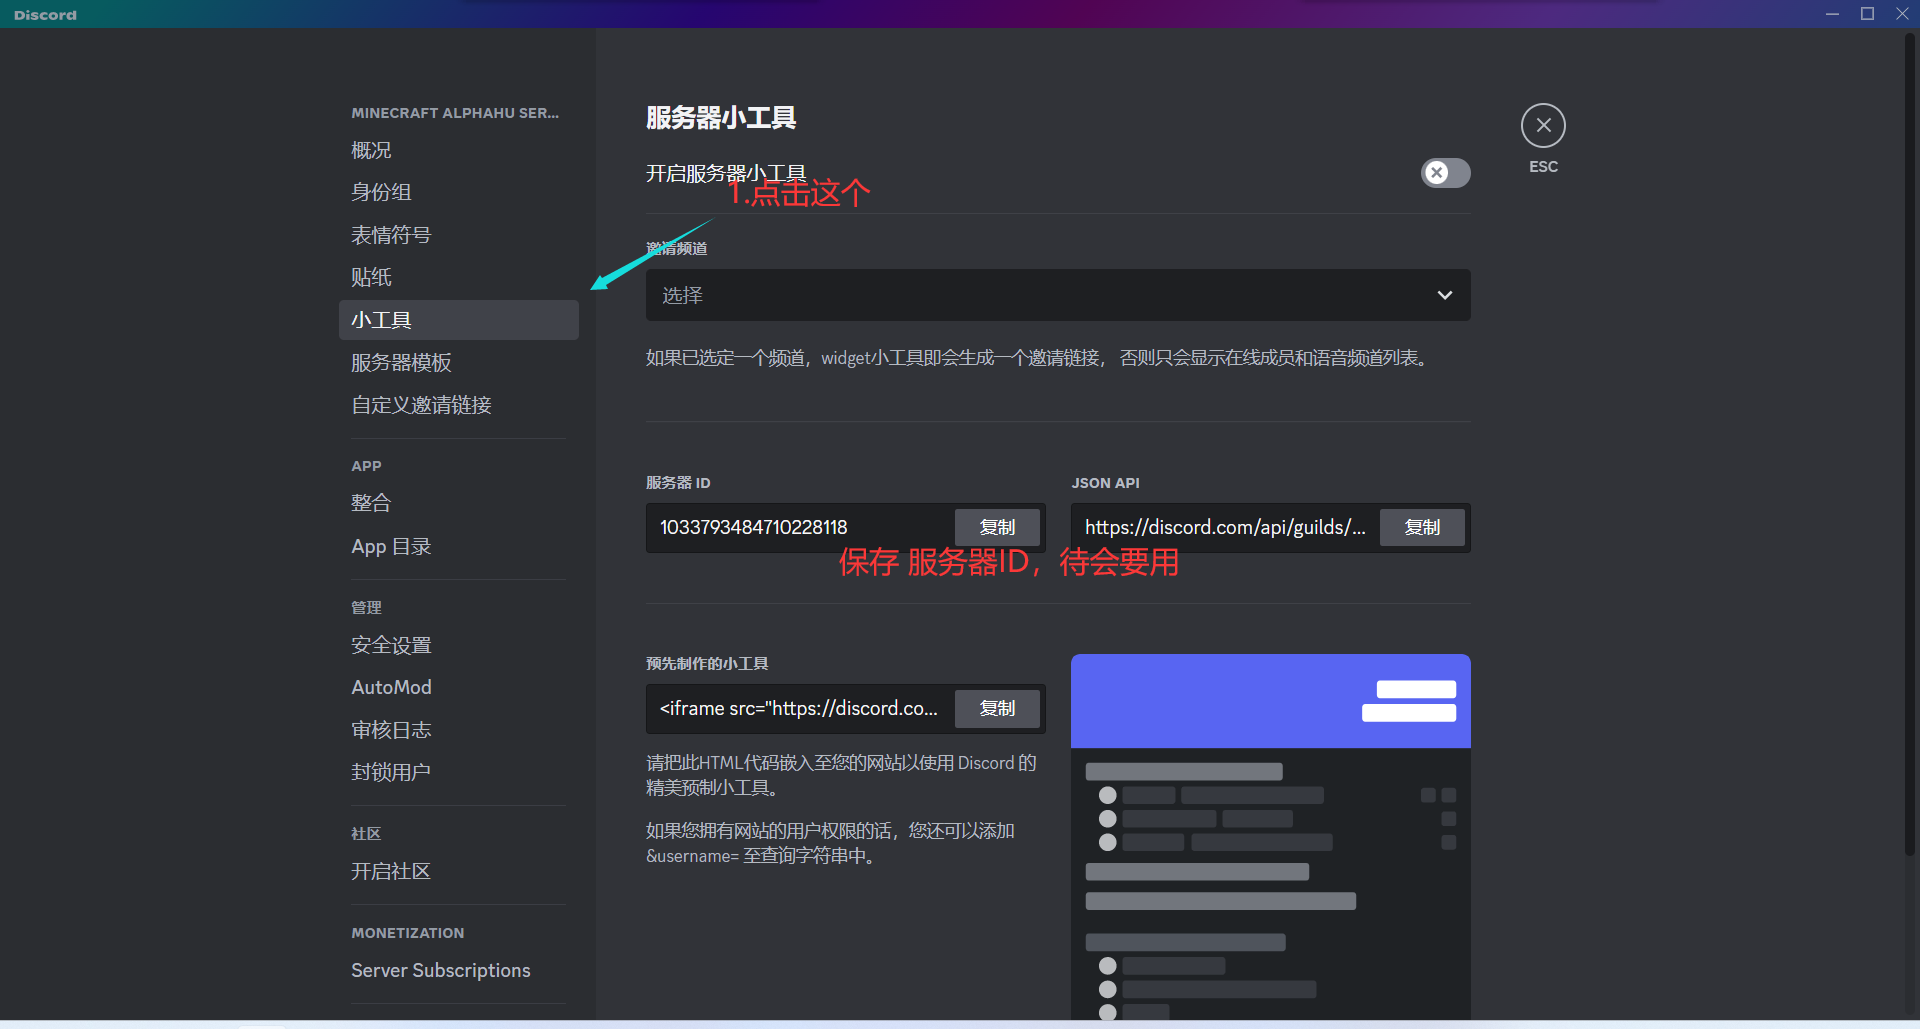 Discord
MINECRAFT ALPHAHU SER...
概况
身份组
表情符号
贴纸
小工具
服务器模板
自定义邀请链接
APP
整合
App 目录
管理
安全设置
AutoMod
审核日志
封锁用户
社区
开启社区
MONETIZATION
Server Subscriptions
服务器小工具
开启服务器小工具
1.点击这个
ESC
邀请频道
选择
如果已选定一个频道，widget小工具即会生成一个邀请链接， 否则只会显示在线成员和语音频道列表。
服务器 ID
1033793484710228118
复制
JSON API
https://discord.com/api/guilds/...
复制
保存 服务器ID，待会要用
预先制作的小工具
<iframe src="https://discord.co...
复制
请把此HTML代码嵌入至您的网站以使用 Discord 的
精美预制小工具。
如果您拥有网站的用户权限的话，您还可以添加
&username= 至查询字符串中。